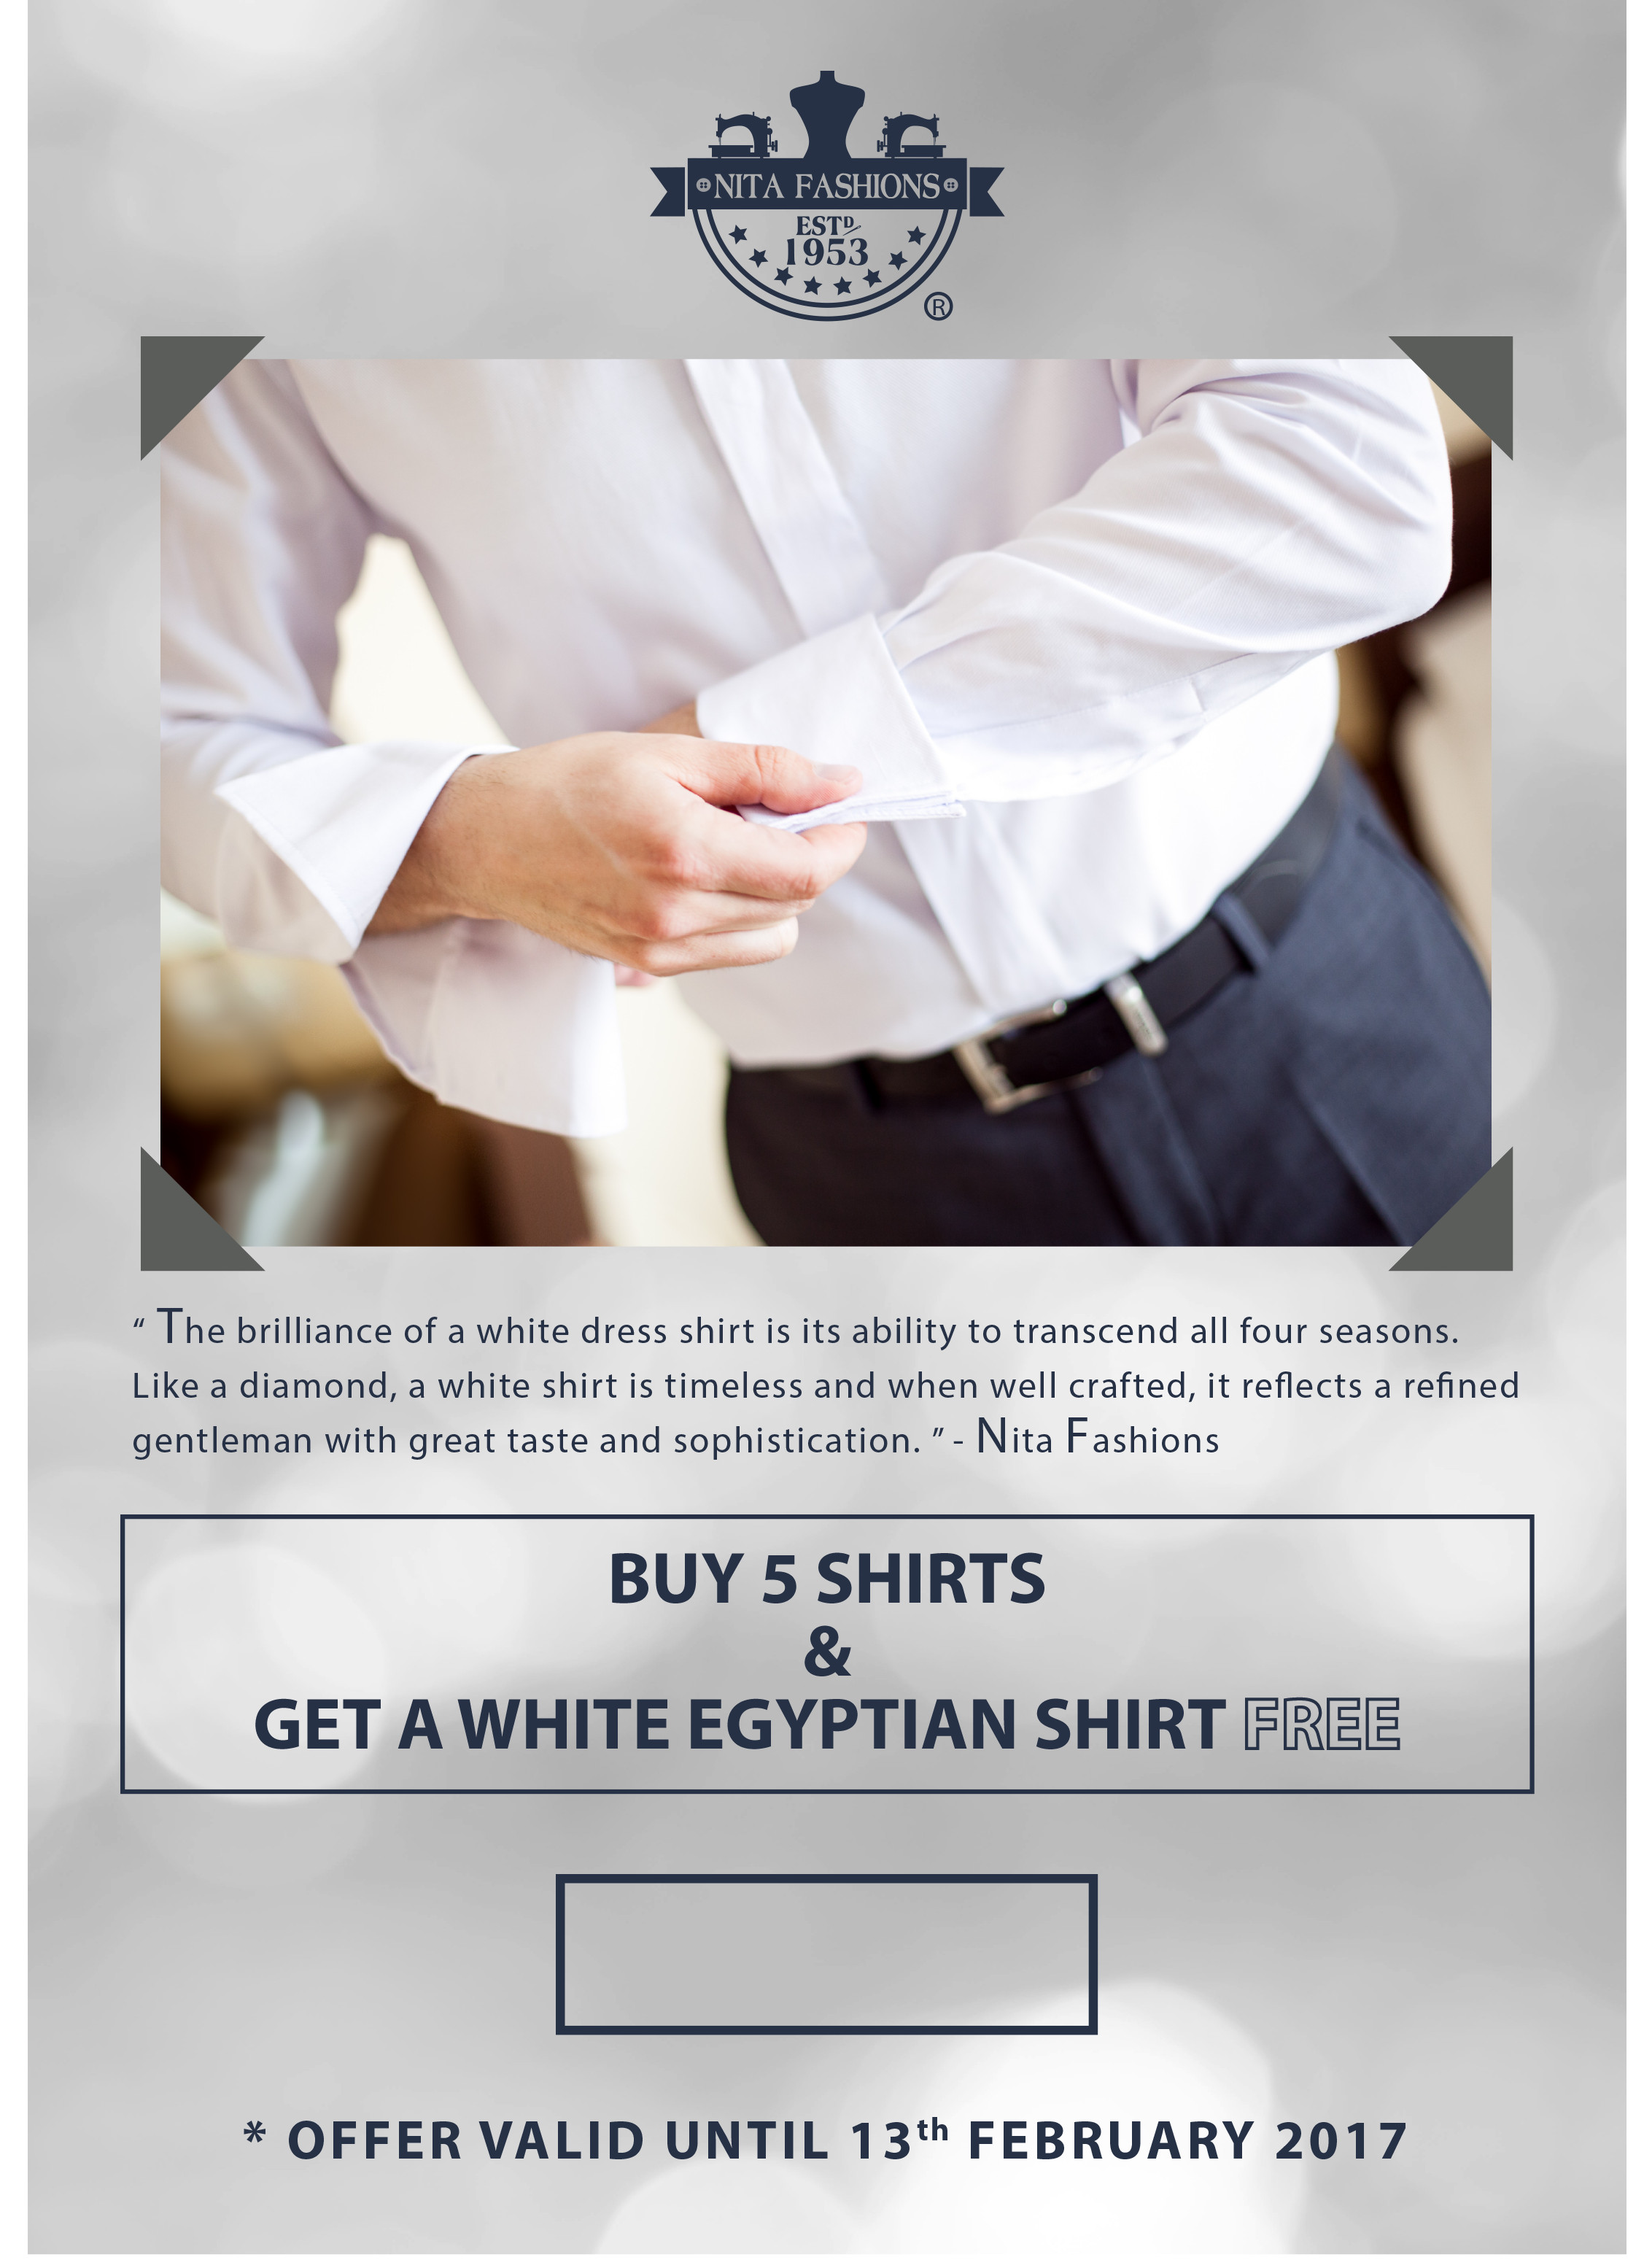 NITA FASHIONS
ESTD
1953
®
“ The brilliance of a white dress shirt is its ability to transcend all four seasons.
Like a diamond, a white shirt is timeless and when well crafted, it reflects a refined
gentleman with great taste and sophistication. ” - Nita Fashions
BUY 5 SHIRTS
&
GET A WHITE EGYPTIAN SHIRT FREE
* OFFER VALID UNTIL 13th FEBRUARY 2017